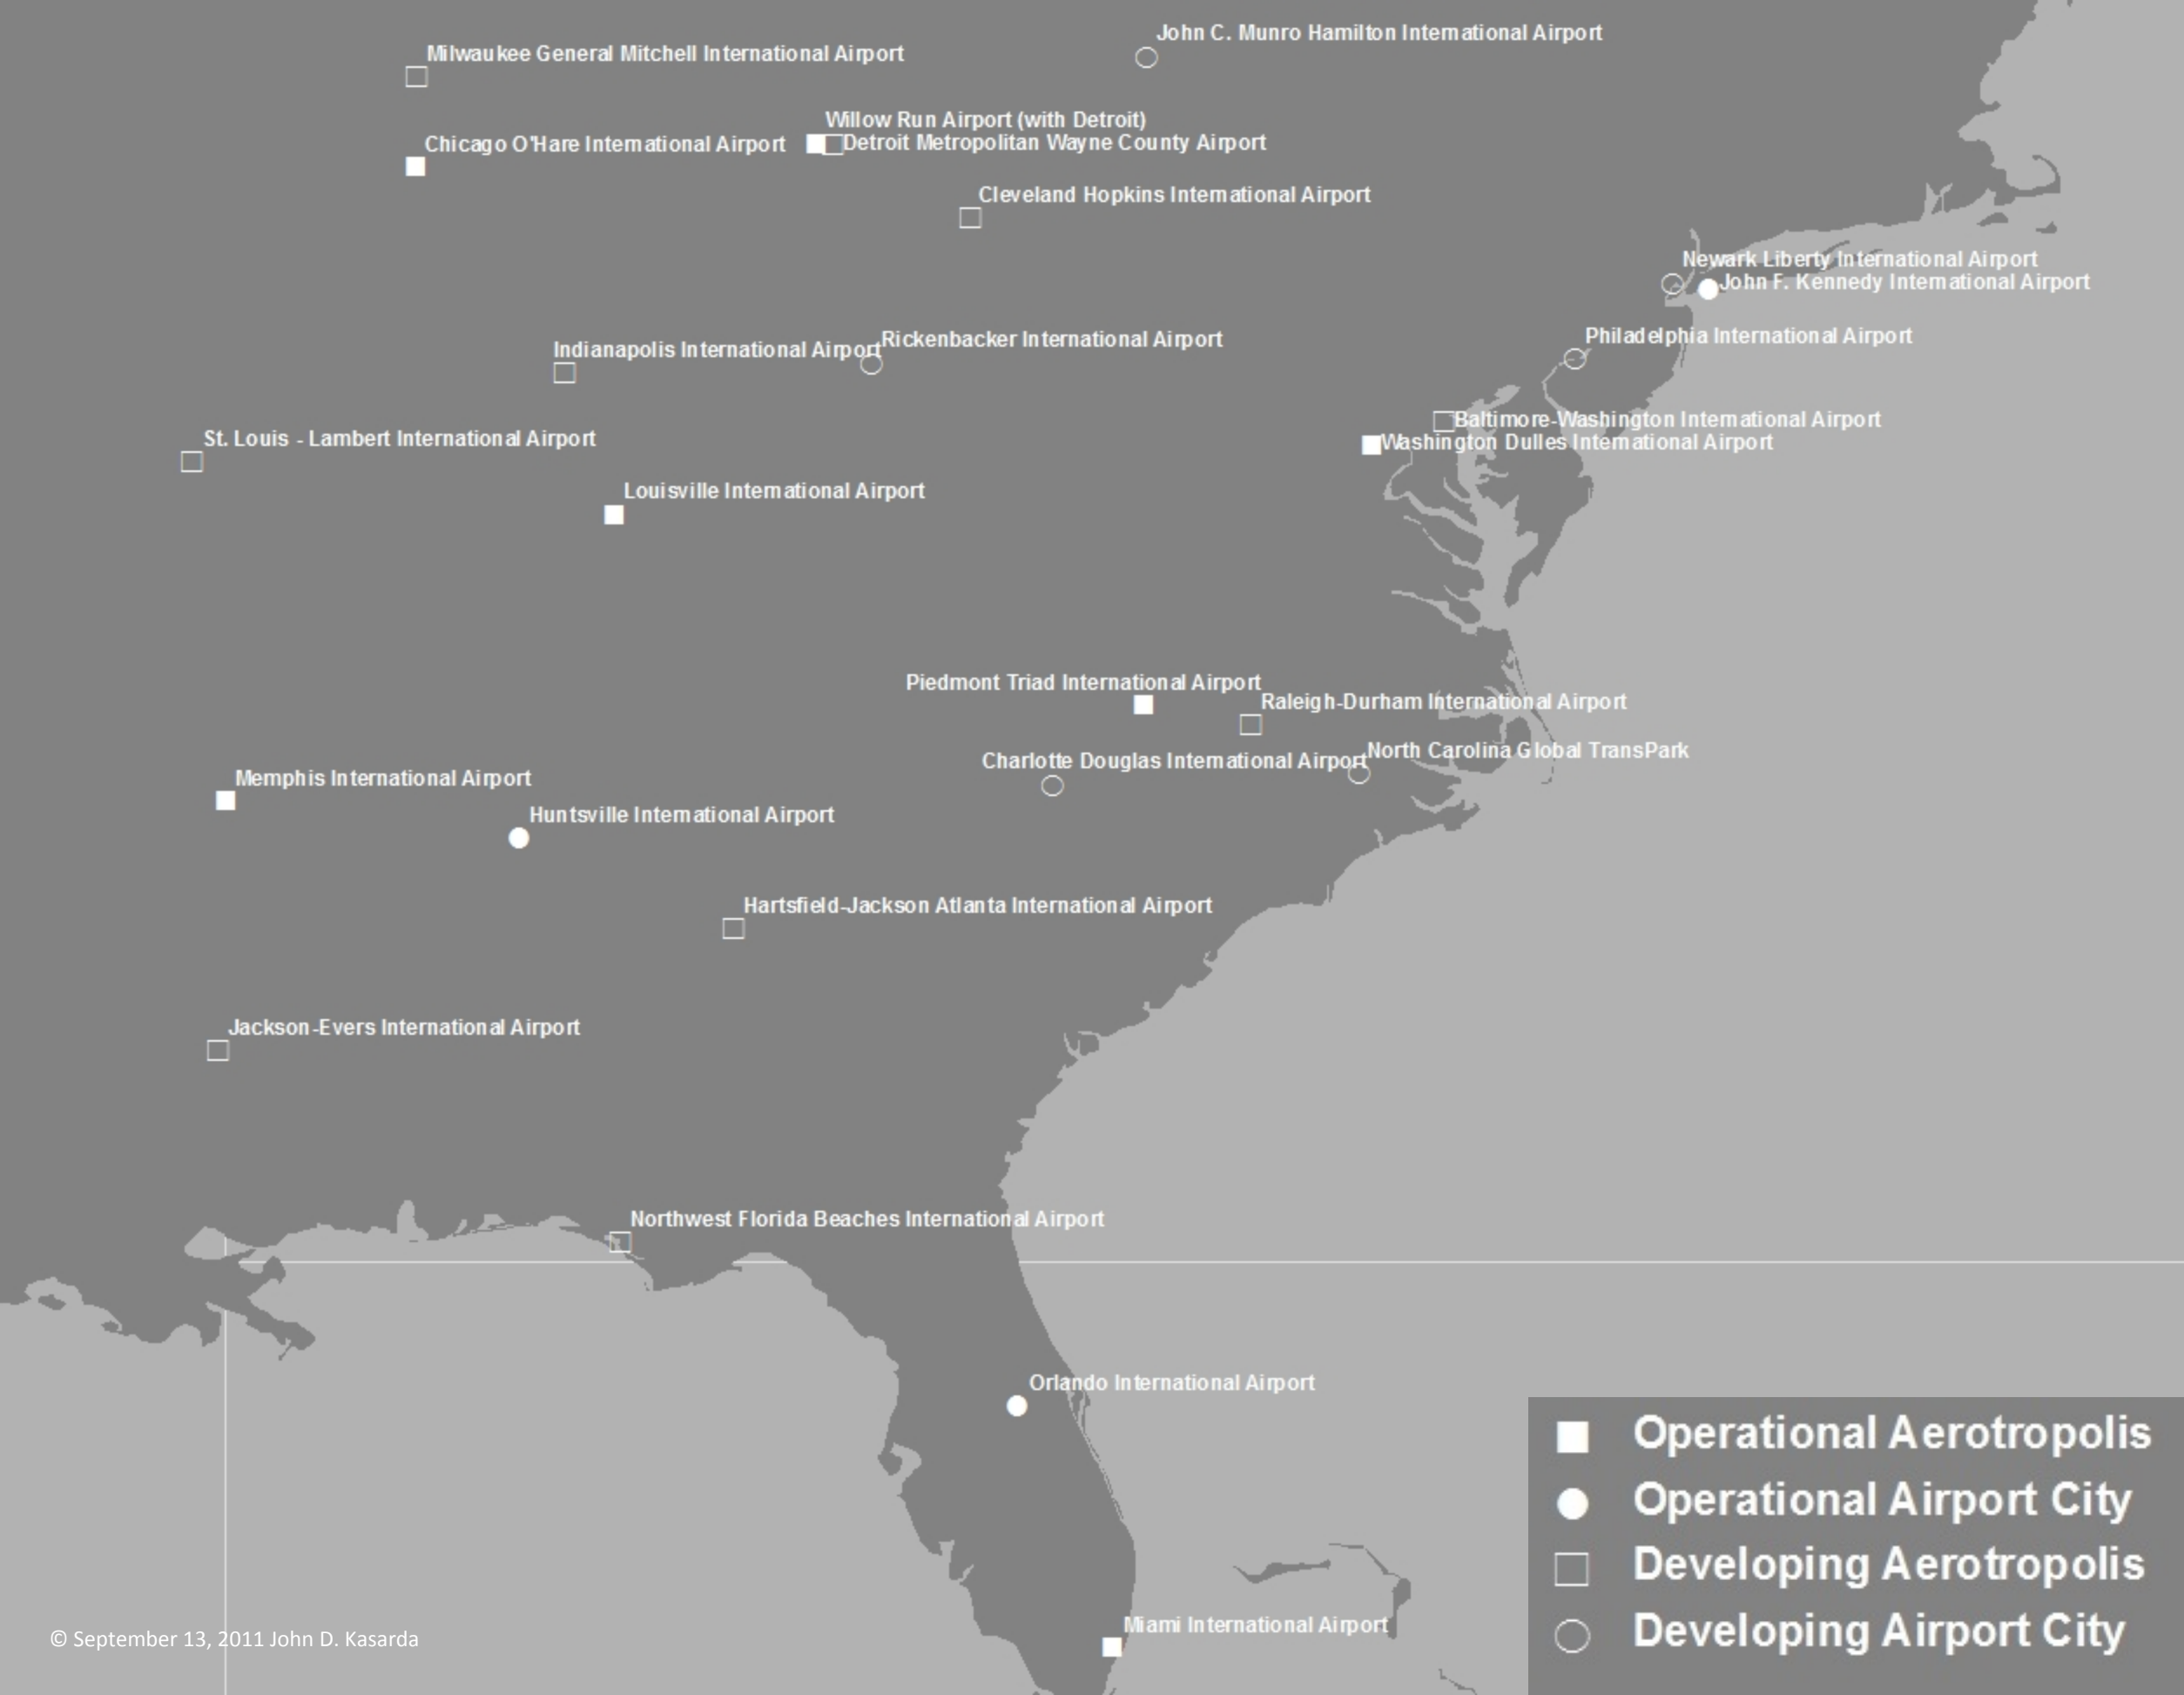 John C. Munro Hamilton International Airport
Milwaukee General Mitchell International Airport
Willow Run Airport (with Detroit)
Chicago O'Hare International Airport
Detroit Metropolitan Wayne County Airport
Cleveland Hopkins International Airport
Newark Liberty International Airport
John F. Kennedy International Airport
Philadelphia International Airport
Rickenbacker International Airport
Indianapolis International Airport
Baltimore-Washington International Airport
St. Louis - Lambert International Airport
Washington Dulles International Airport
Louisville International Airport
Piedmont Triad International Airport
Raleigh-Durham International Airport
North Carolina Global TransPark
Charlotte Douglas International Airport
Memphis International Airport
Huntsville International Airport
Hartsfield-Jackson Atlanta International Airport
Jackson-Evers International Airport
Northwest Florida Beaches International Airport
Orlando International Airport
Miami International Airport
Operational Aerotropolis
Operational Airport City
Developing Aerotropolis
Developing Airport City
© September 13, 2011 John D. Kasarda